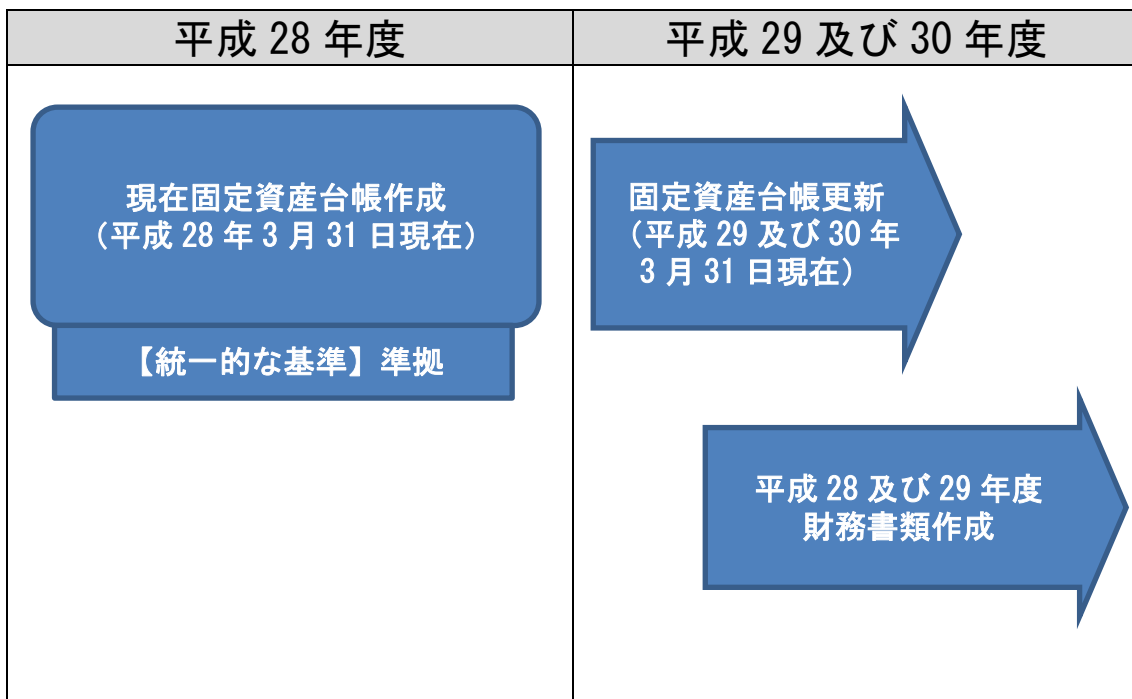 平成 28 年度
平成 29 及び 30 年度
現在固定資産台帳作成
（平成 28 年 3 月 31 日現在）
【統一的な基準】準拠
固定資産台帳更新
（平成 29 及び 30 年
3 月 31 日現在）
平成 28 及び 29 年度
財務書類作成